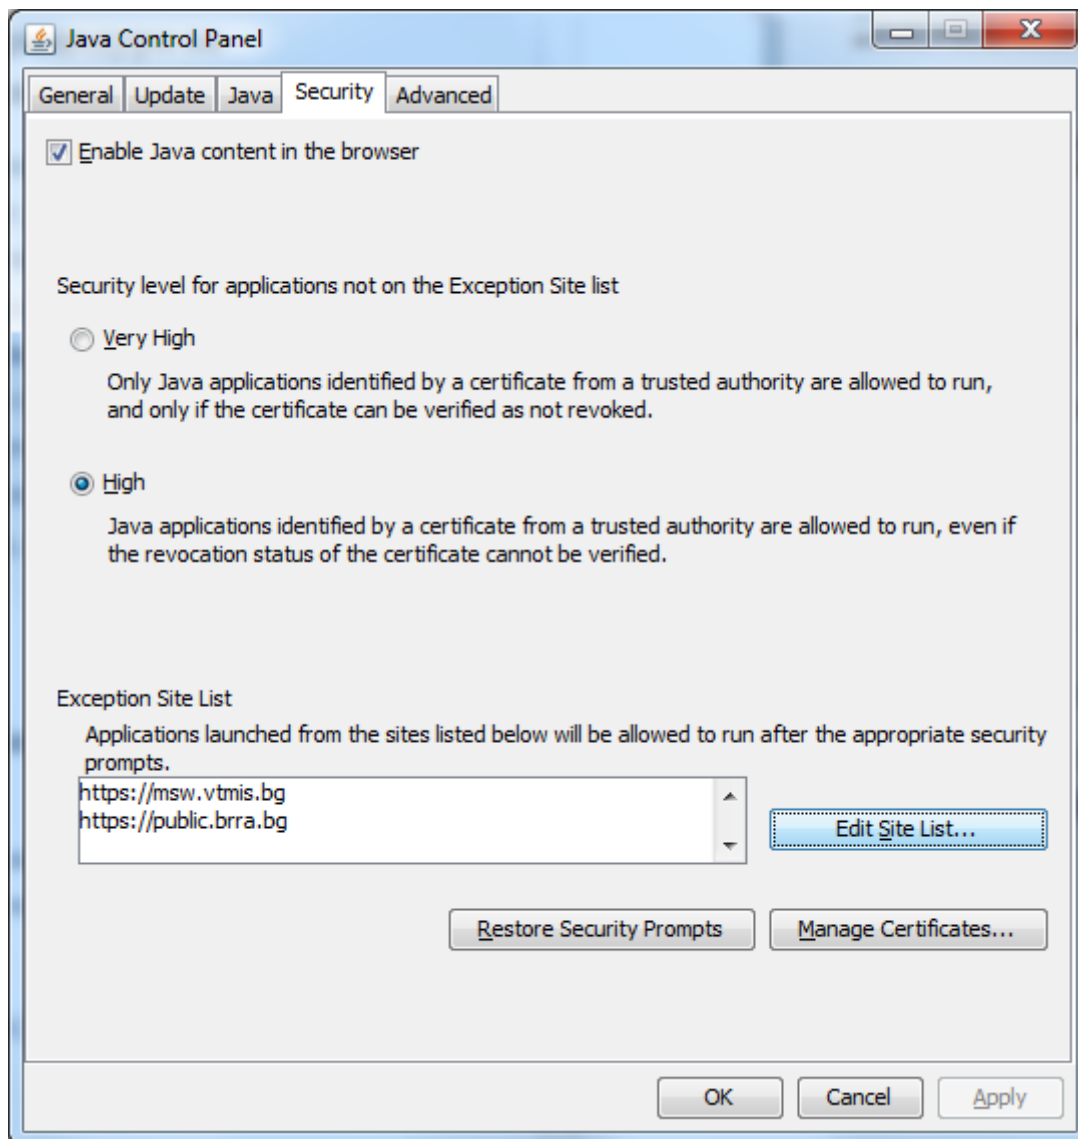 Java Control Panel
General Update Java Security Advanced
Enable Java content in the browser
Security level for applications not on the Exception Site list
Very High
Only Java applications identified by a certificate from a trusted authority are allowed to run,
and only if the certificate can be verified as not revoked.
High
Java applications identified by a certificate from a trusted authority are allowed to run, even if
the revocation status of the certificate cannot be verified.
Exception Site List
Applications launched from the sites listed below will be allowed to run after the appropriate security
prompts.
https://msw.vtmis.bg
https://public.brra.bg
Edit Site List...
Restore Security Prompts Manage Certificates...
OK Cancel Apply